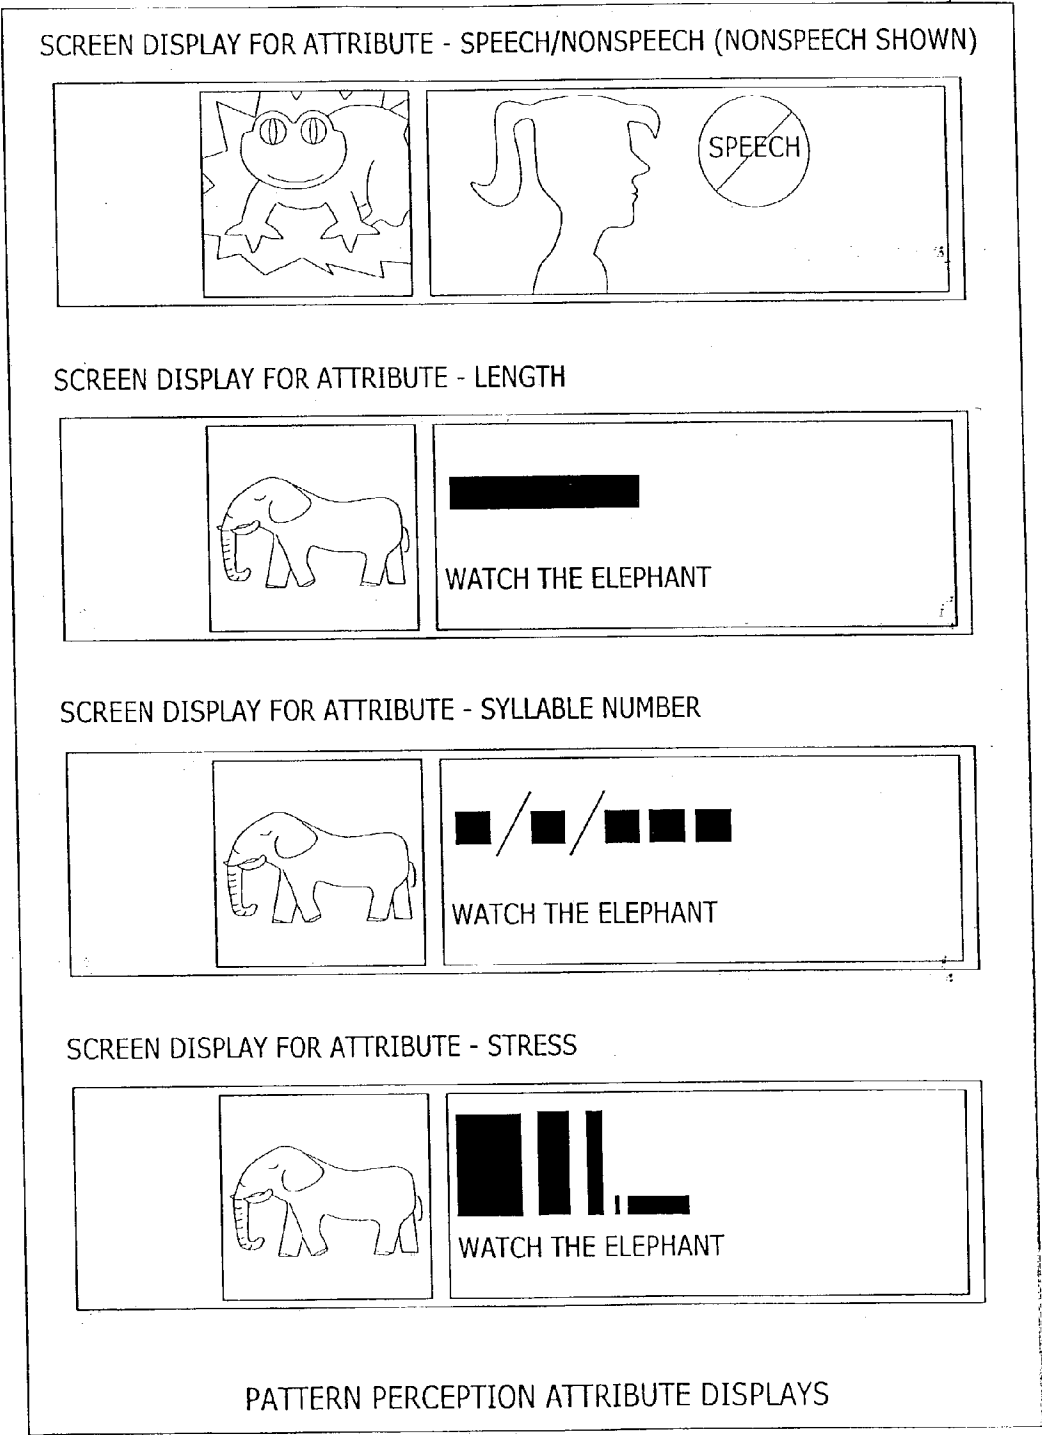 SCREEN DISPLAY FOR ATTRIBUTE - SPEECH/NONSPEECH (NONSPEECH SHOWN)
SPEECH
SCREEN DISPLAY FOR ATTRIBUTE - LENGTH
WATCH THE ELEPHANT
SCREEN DISPLAY FOR ATTRIBUTE - SYLLABLE NUMBER
WATCH THE ELEPHANT
SCREEN DISPLAY FOR ATTRIBUTE - STRESS
WATCH THE ELEPHANT
PATTERN PERCEPTION ATTRIBUTE DISPLAYS